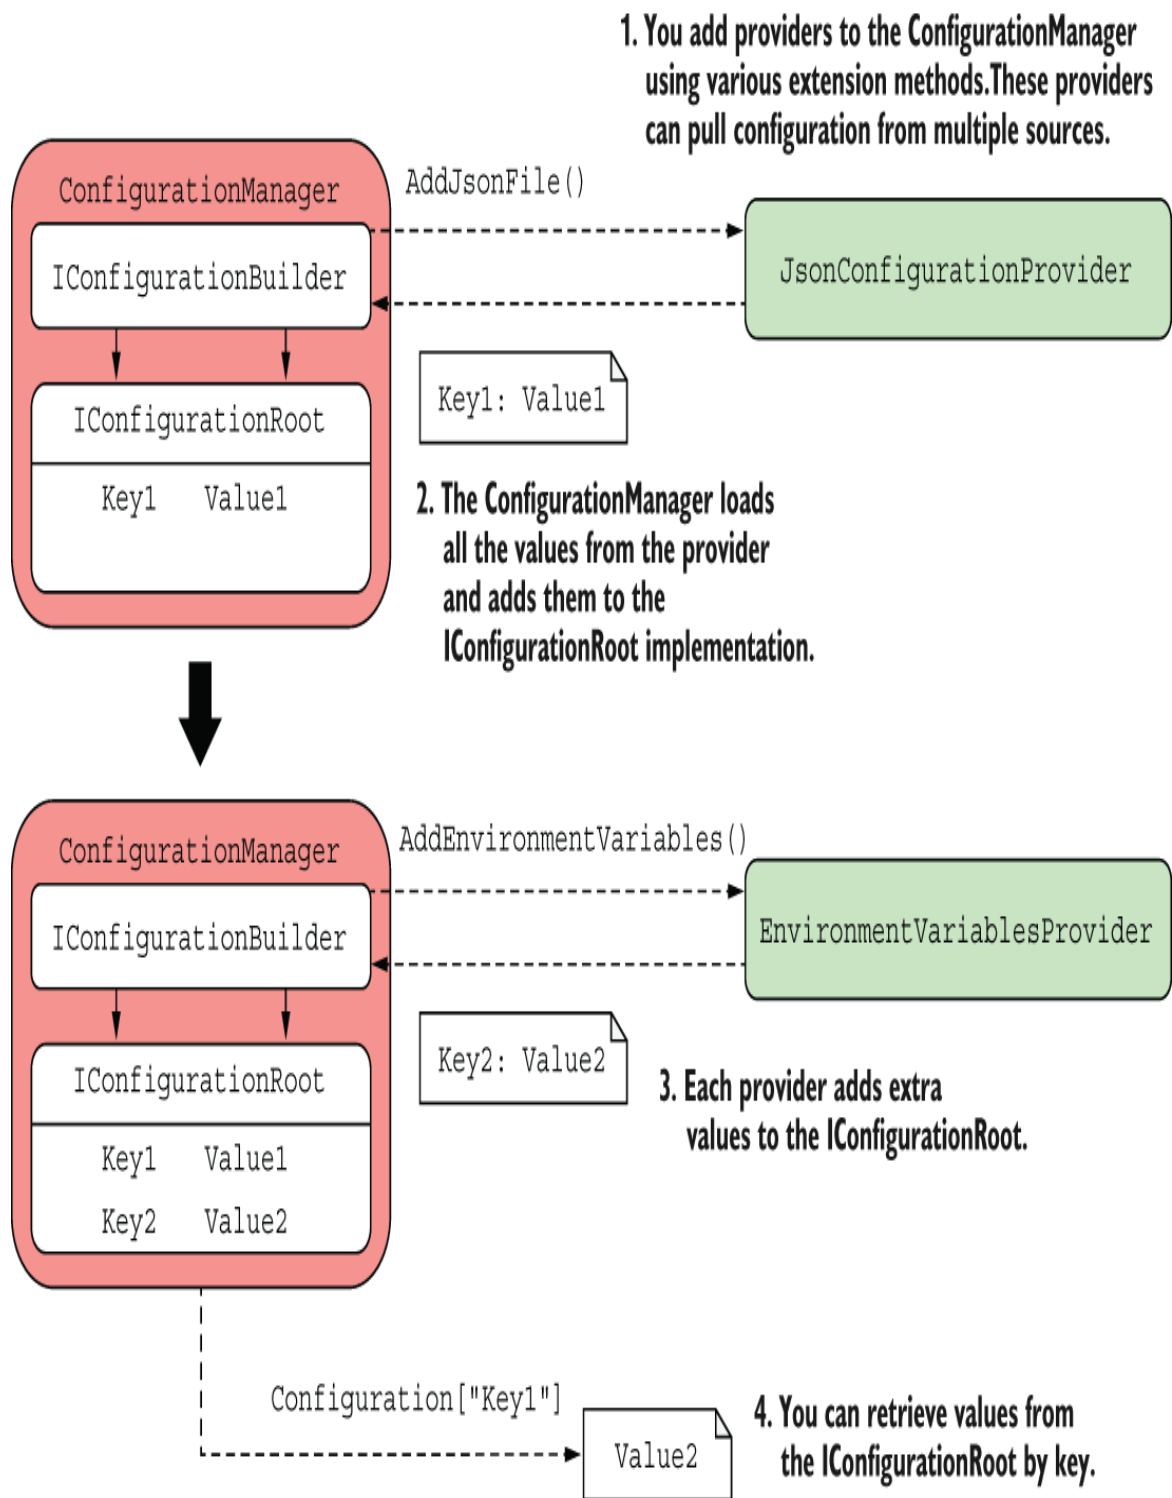 1. You add providers to the ConfigurationManager
using various extension methods.These providers
can pull configuration from multiple sources.
ConfigurationManager
AddJsonFile()
IConfigurationBuilder
JsonConfigurationProvider
Key1: Value1
IConfigurationRoot
Key1 Value1
2. The ConfigurationManager loads
all the values from the provider
and adds them to the
IConfigurationRoot implementation.
ConfigurationManager
AddEnvironmentVariables()
IConfigurationBuilder
EnvironmentVariablesProvider
Key2: Value2
IConfigurationRoot
Key1 Value1
Key2 Value2
3. Each provider adds extra
values to the IConfigurationRoot.
Configuration["Key1"]
Value2
4. You can retrieve values from
the IConfigurationRoot by key.